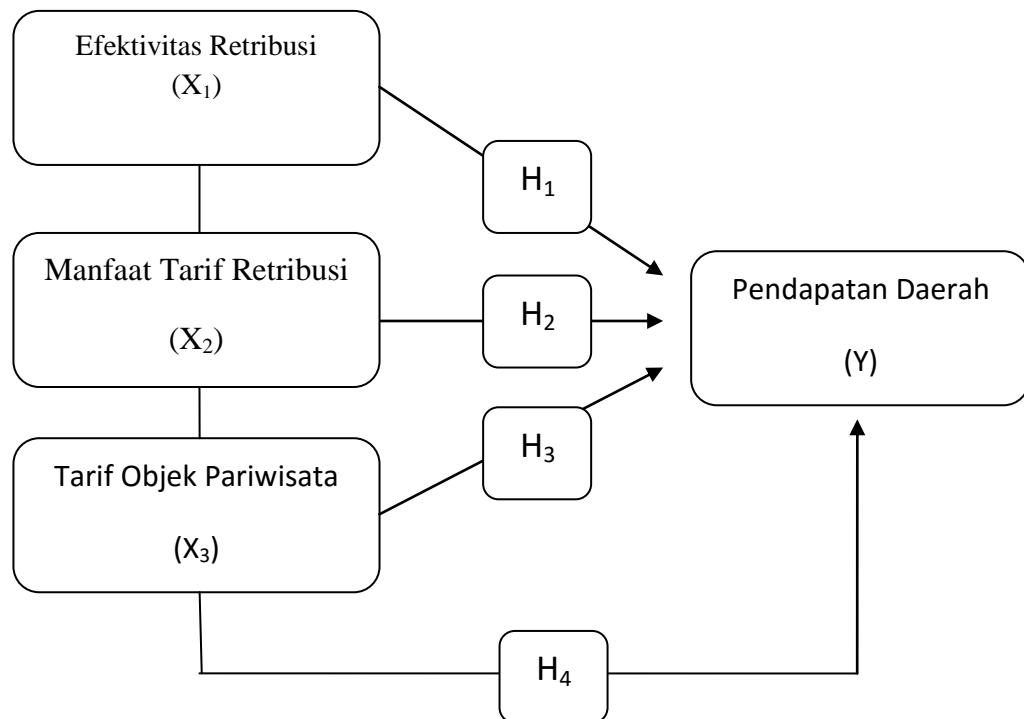 Efektivitas Retribusi
(X₁)
H₁
Manfaat Tarif Retribusi
(X₂)
H₂
Pendapatan Daerah
(Y)
Tarif Objek Pariwisata
(X₃)
H₃
H₄